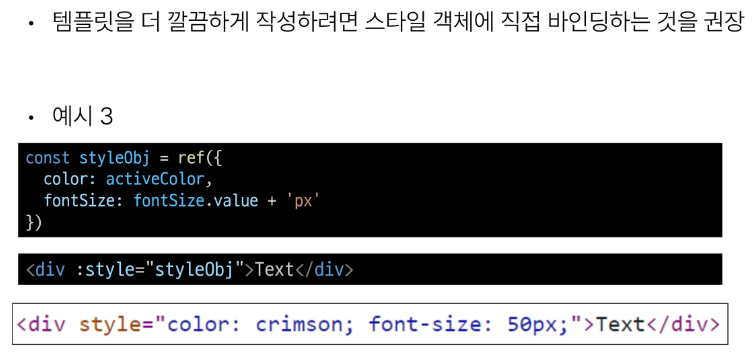 • 템플릿을 더 깔끔하게 작성하려면 스타일 객체에 직접 바인딩하는 것을 권장
• 예시 3
const styleObj = ref({
  color: activeColor,
  fontSize: fontSize.value + 'px'
})
<div :style="styleObj">Text</div>
<div style="color: crimson; font-size: 50px;">Text</div>